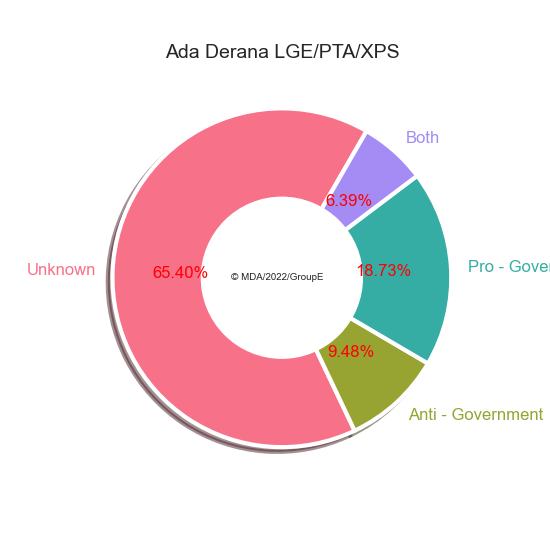 Ada Derana LGE/PTA/XPS
Both
6.39%
Unknown
65.40%
18.73%
Pro - Gover
© MDA/2022/GroupE
9.48%
Anti - Government